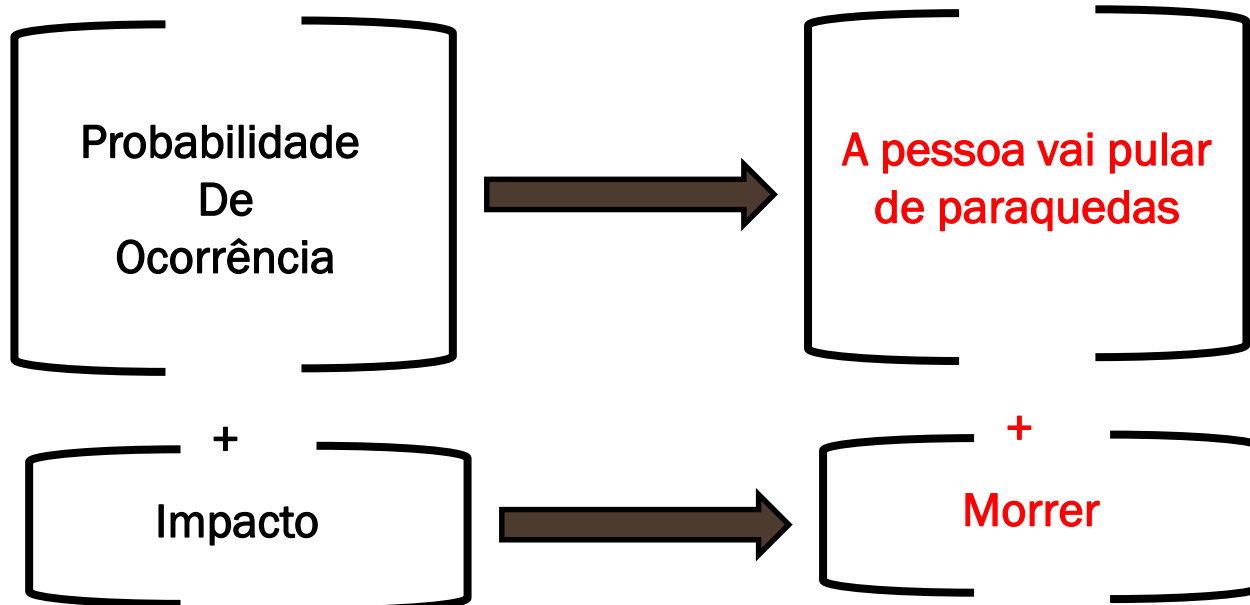 Probabilidade
De
Ocorrência
A pessoa vai pular
de paraquedas
+
+
Impacto
Morrer